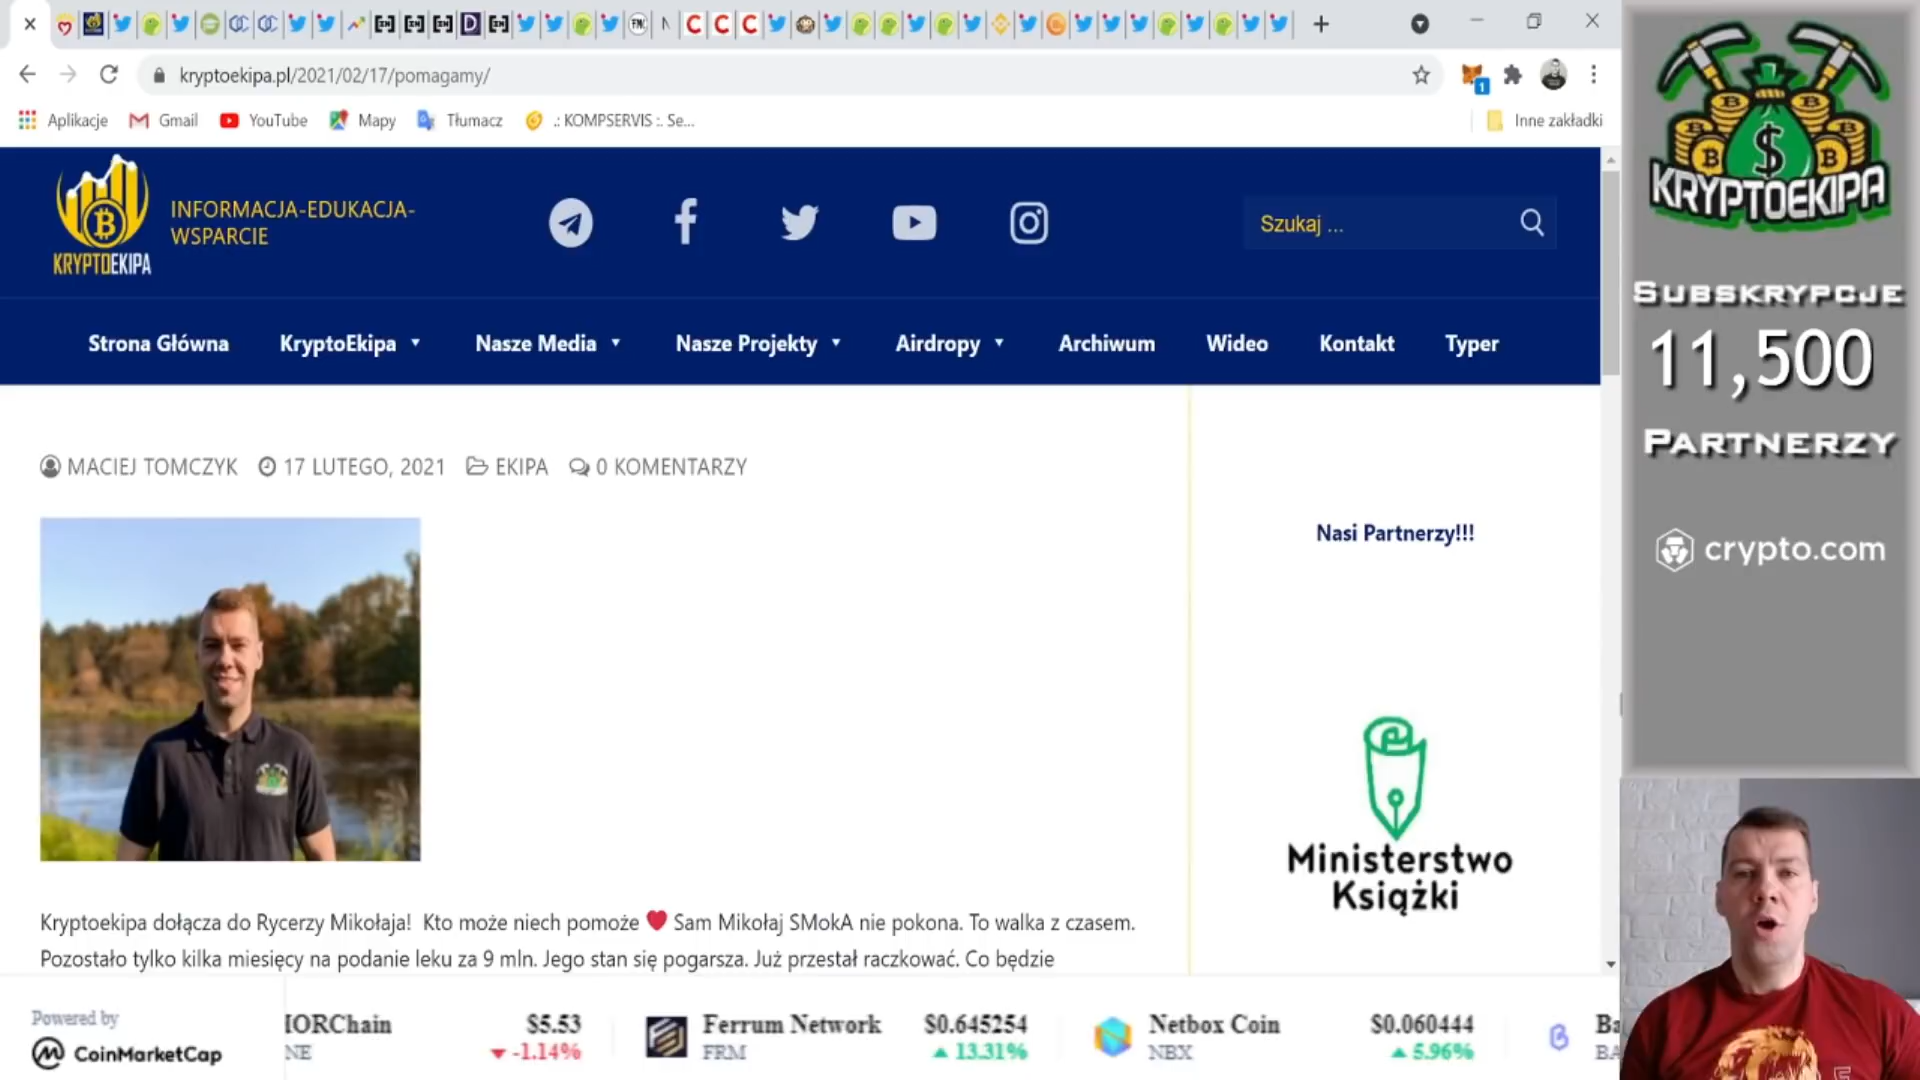 kryptoekipa.pl/2021/02/17/pomagamy/
1
Aplikacje
Gmail
YouTube
Mapy
Tłumacz
.: KOMPSERVIS :. Se...
Inne zakładki
KRYPTOEKIPA
INFORMACJA-EDUKACJA-
WSPARCIE
Szukaj ...
Strona Główna
KryptoEkipa
Nasze Media
Nasze Projekty
Airdropy
Archiwum
Wideo
Kontakt
Typer
MACIEJ TOMCZYK
17 LUTEGO, 2021
EKIPA
0 KOMENTARZY
Nasi Partnerzy!!!
Ministerstwo
Książki
Kryptoekipa dołącza do Rycerzy Mikołaja! Kto może niech pomoże ❤ Sam Mikołaj SMokA nie pokona. To walka z czasem.
Pozostało tylko kilka miesięcy na podanie leku za 9 mln. Jego stan się pogarsza. Już przestał raczkować. Co będzie
Powered by
CoinMarketCap
HORChain
$5.53
NE
-1.14%
Ferrum Network
$0.645254
FRM
13.31%
Netbox Coin
$0.060444
NBX
5.96%
Ba
BA
KRYPTOEKIPA
SUBSKRYPCJE
11,500
PARTNERZY
crypto.com